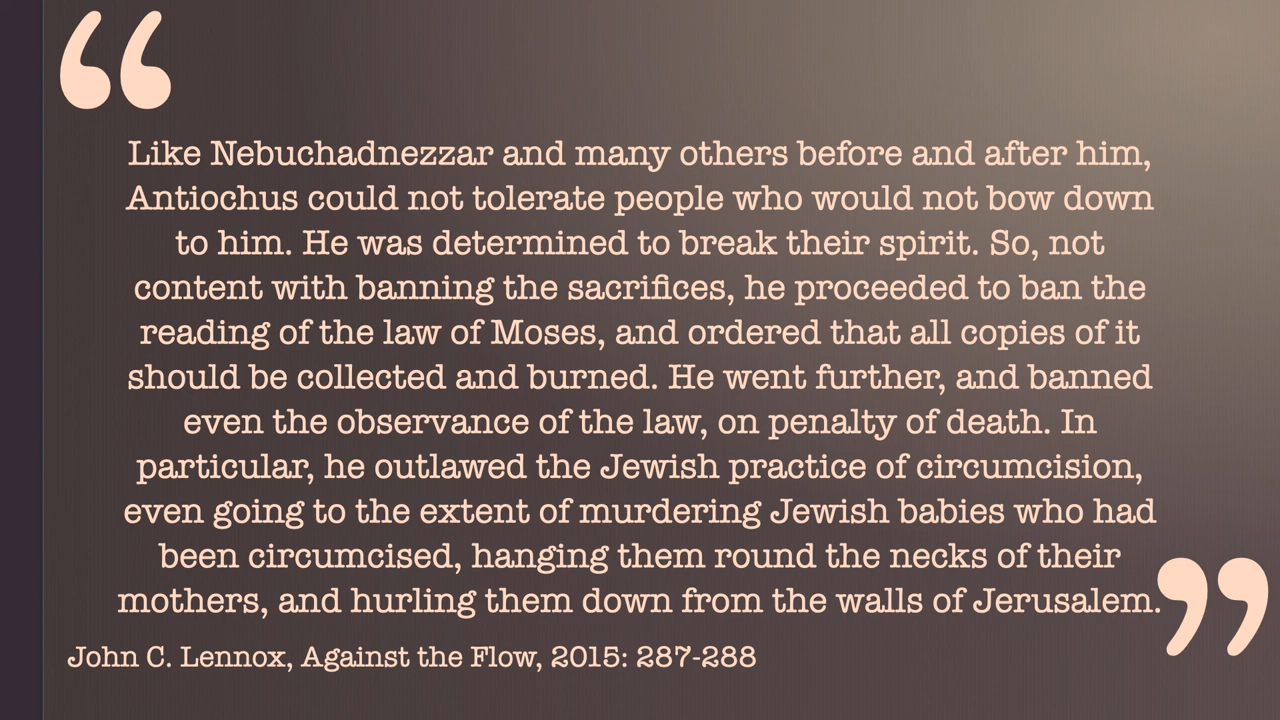 “
Like Nebuchadnezzar and many others before and after him,
Antiochus could not tolerate people who would not bow down
to him. He was determined to break their spirit. So, not
content with banning the sacrifices, he proceeded to ban the
reading of the law of Moses, and ordered that all copies of it
should be collected and burned. He went further, and banned
even the observance of the law, on penalty of death. In
particular, he outlawed the Jewish practice of circumcision,
even going to the extent of murdering Jewish babies who had
been circumcised, hanging them round the necks of their
mothers, and hurling them down from the walls of Jerusalem.
”
John C. Lennox, Against the Flow, 2015: 287-288